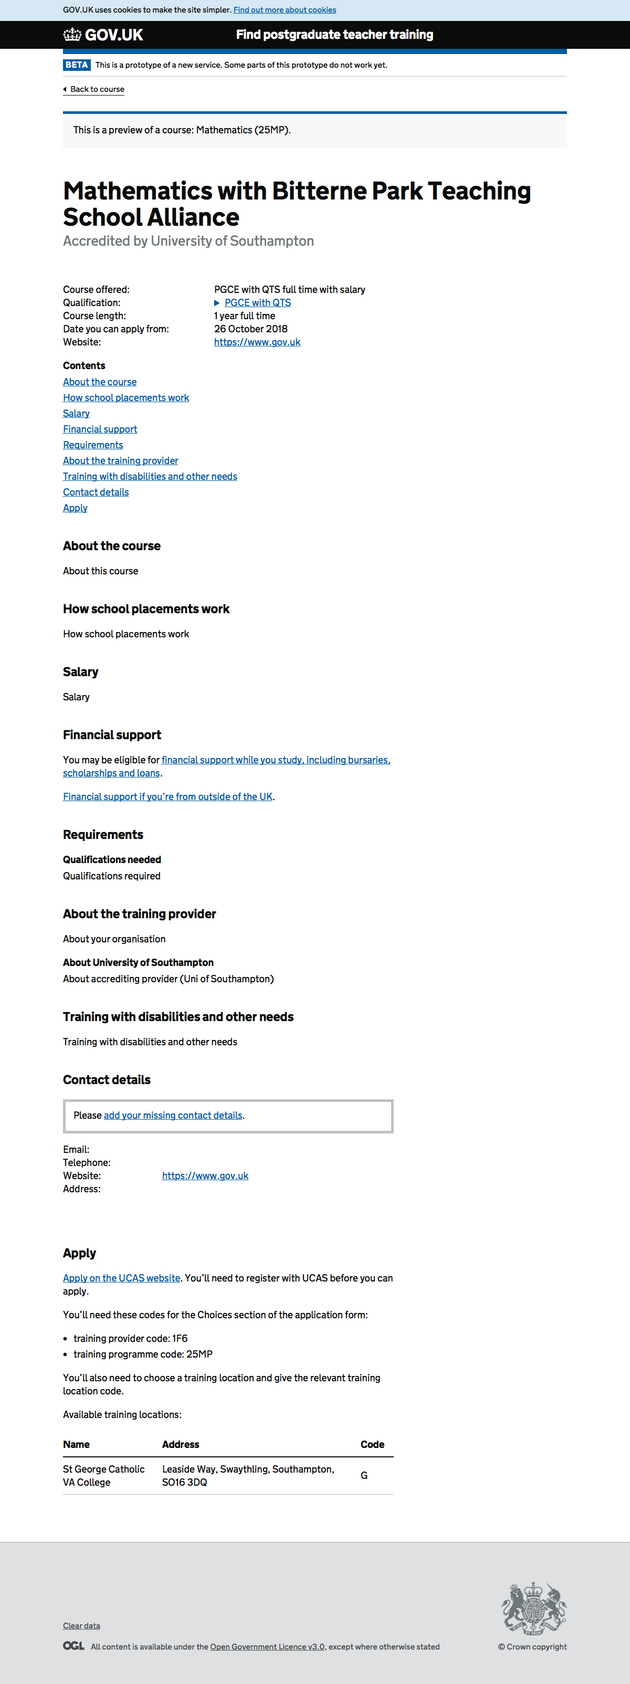 GOV.UK uses cookies to make the site simpler. Find out more about cookies
GOV.UK Find postgraduate teacher training
BETA This is a prototype of a new service. Some parts of this prototype do not work yet.
Back to course
This is a preview of a course: Mathematics (25MP).
Mathematics with Bitterne Park Teaching
School Alliance
Accredited by University of Southampton
Course offered: PGCE with QTS full time with salary
Qualification: PGCE with QTS
Course length: 1 year full time
Date you can apply from: 26 October 2018
Website: https://www.gov.uk
Contents
About the course
How school placements work
Salary
Financial support
Requirements
About the training provider
Training with disabilities and other needs
Contact details
Apply
About the course
About this course
How school placements work
How school placements work
Salary
Salary
Financial support
You may be eligible for financial support while you study, including bursaries,
scholarships and loans.
Financial support if you're from outside of the UK.
Requirements
Qualifications needed
Qualifications required
About the training provider
About your organisation
About University of Southampton
About accrediting provider (Uni of Southampton)
Training with disabilities and other needs
Training with disabilities and other needs
Contact details
Please add your missing contact details.
Email:
Telephone:
Website: https://www.gov.uk
Address:
Apply
Apply on the UCAS website. You'll need to register with UCAS before you can
apply.
You'll need these codes for the Choices section of the application form:
• training provider code: 1F6
• training programme code: 25MP
You'll also need to choose a training location and give the relevant training
location code.
Available training locations:
Name Address Code
St George Catholic Leaside Way, Swaythling, Southampton, G
VA College SO16 3DQ
Clear data
OGL All content is available under the Open Government Licence v3.0, except where otherwise stated © Crown copyright